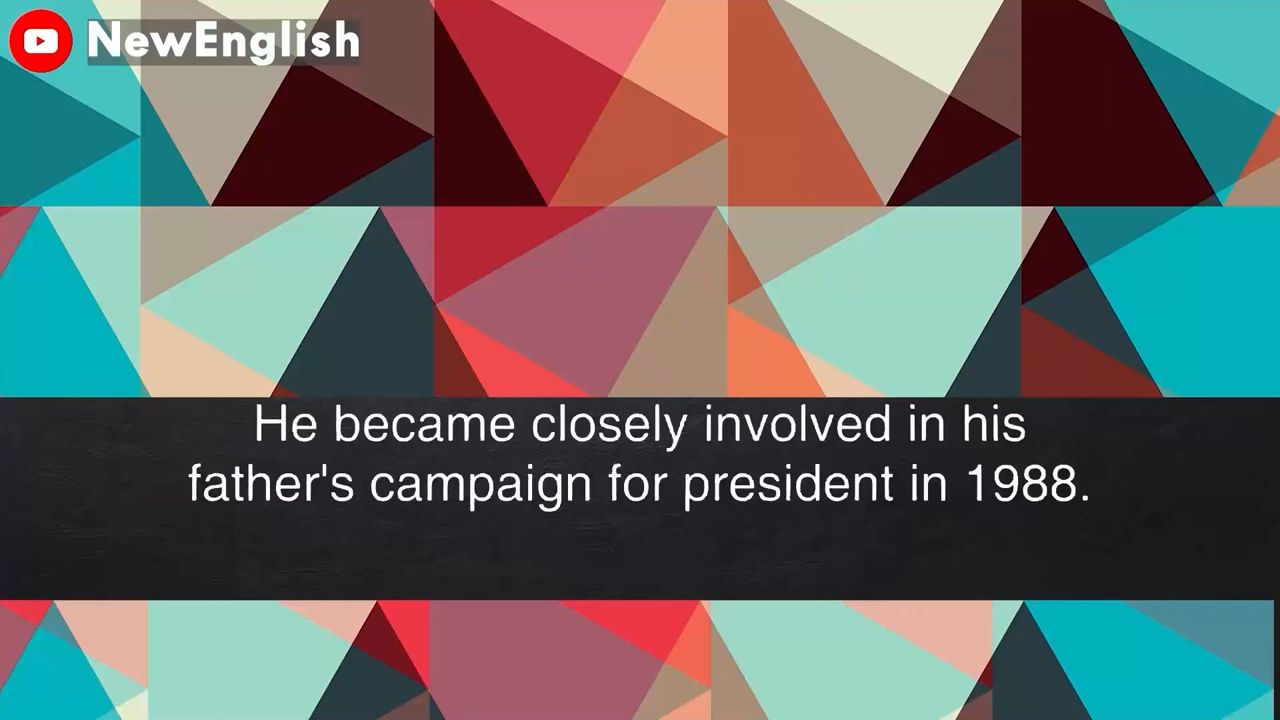 NewEnglish
He became closely involved in his
father's campaign for president in 1988.